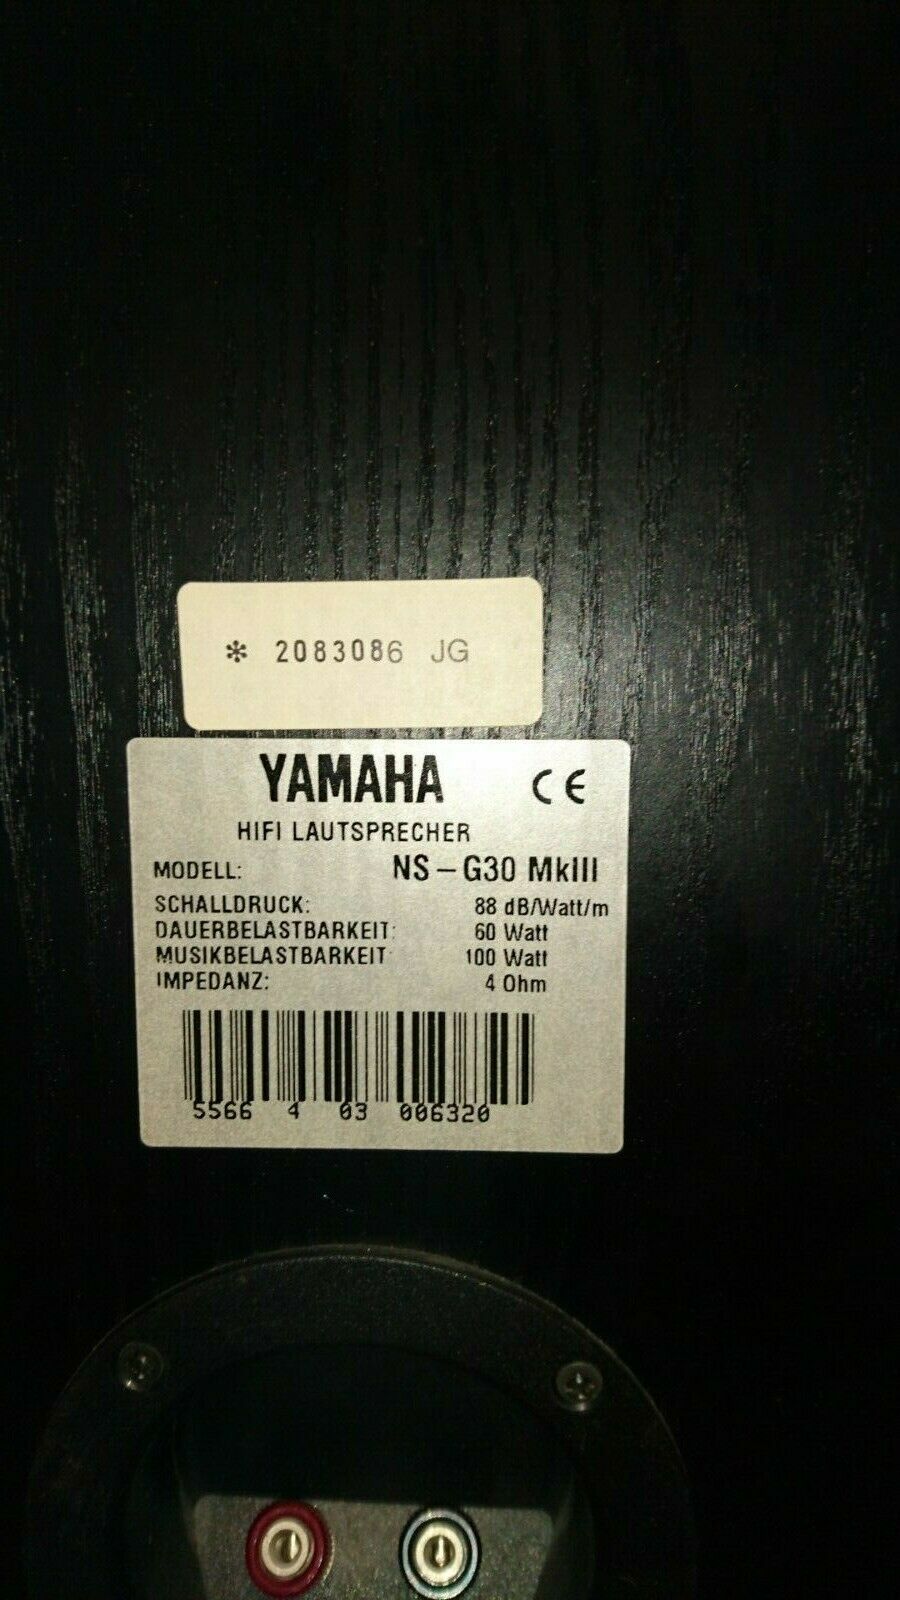 * 2083086 JG
YAMAHA CE
HIFI LAUTSPRECHER
MODELL: NS-G30 MkIII
SCHALLDRUCK: 88 dB/Watt/m
DAUERBELASTBARKEIT: 60 Watt
MUSIKBELASTBARKEIT: 100 Watt
IMPEDANZ: 4 Ohm
5566 4 03 006320